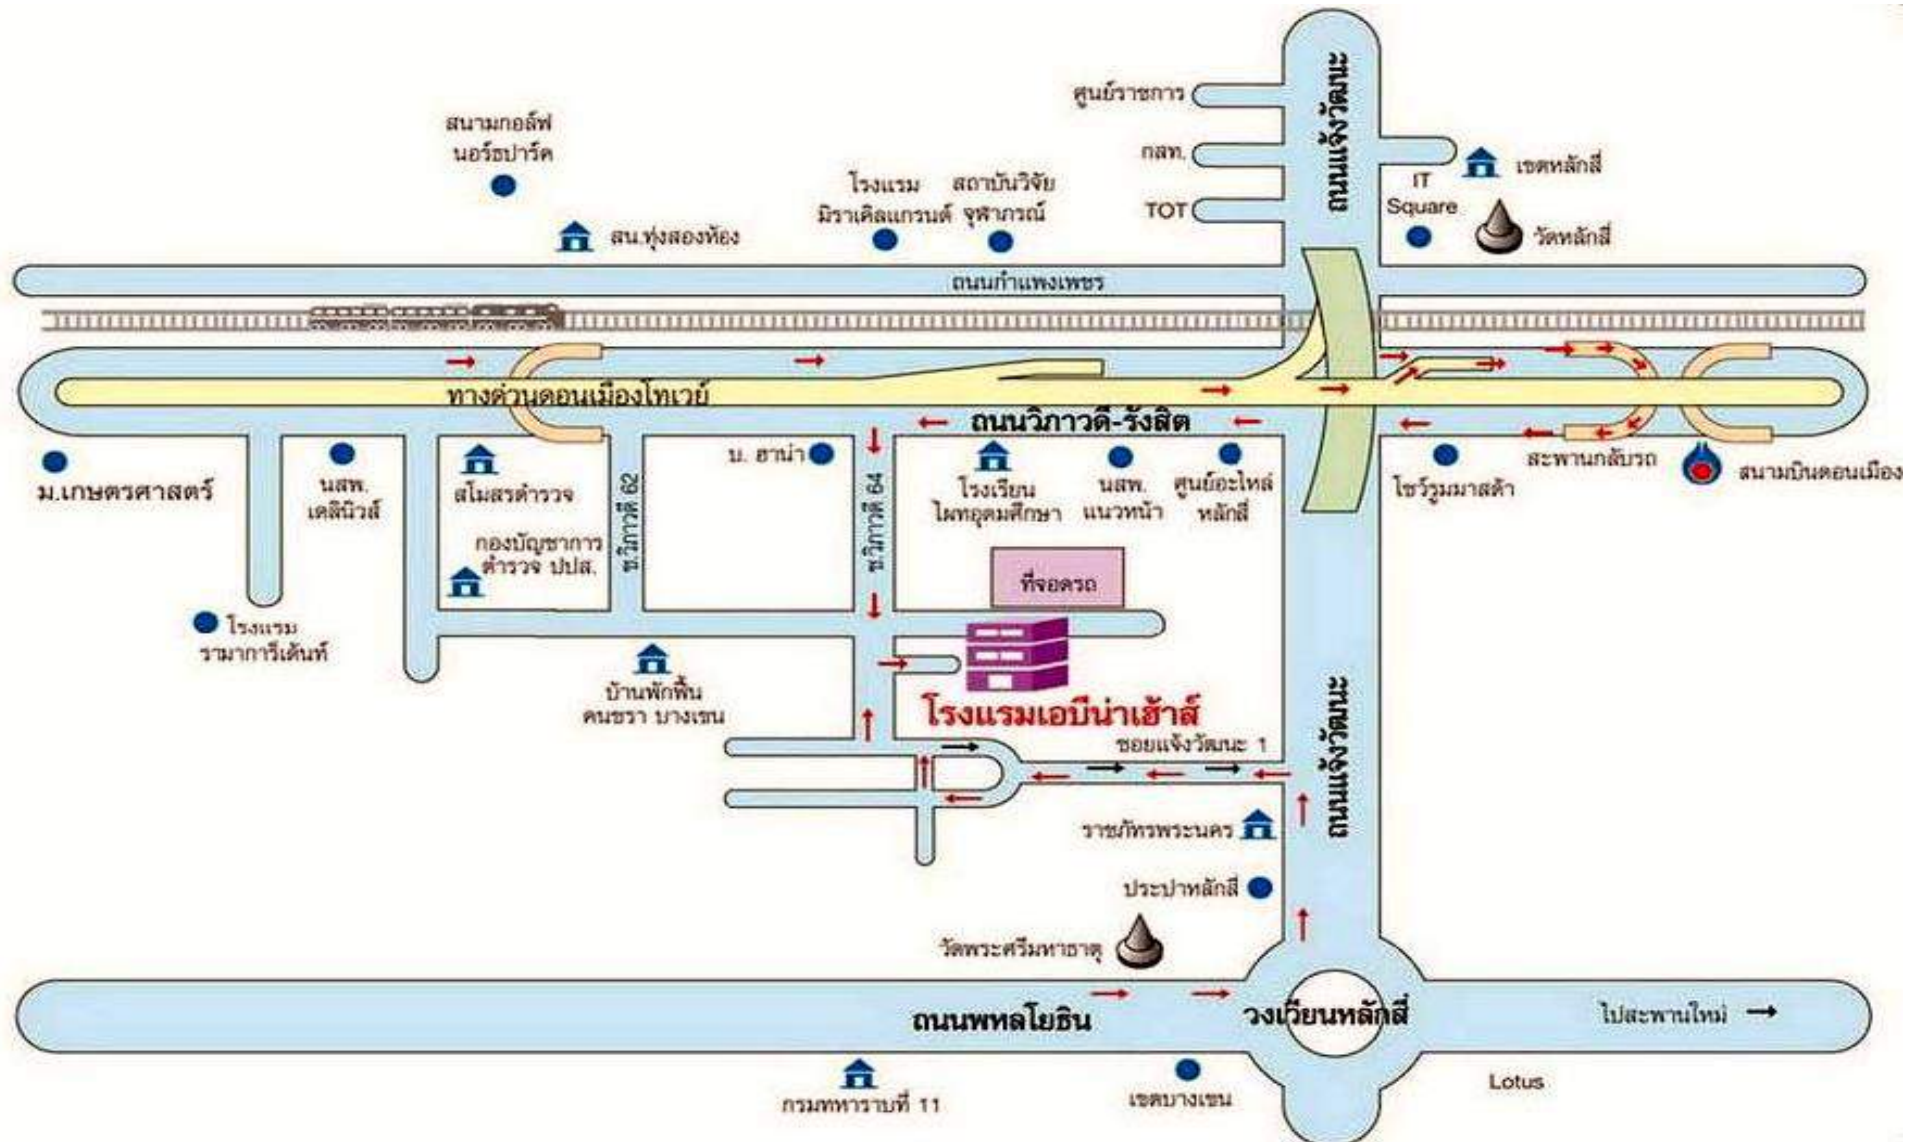 ถนนแจ้งวัฒนะ
ศูนย์ราชการ
กสท.
TOT
IT
Square
เขตหลักสี่
วัดหลักสี่
สนามกอล์ฟ
นอร์ธปาร์ค
สน.ทุ่งสองห้อง
โรงแรม
มิราเคิลแกรนด์
สถาบันวิจัย
จุฬาภรณ์
ถนนกำแพงเพชร
ทางด่วนดอนเมืองโทเวย์
ถนนวิภาวดี-รังสิต
ม.เกษตรศาสตร์
นสพ.
เดลินิวส์
สโมสรตำรวจ
กองบัญชาการ
ตำรวจ ปปส.
ซ.วิภาวดี 62
บ. ฮาน่า
ซ.วิภาวดี 64
โรงเรียน
ไผทอุดมศึกษา
นสพ.
แนวหน้า
ศูนย์อะไหล่
หลักสี่
โชว์รูมมาสด้า
สะพานกลับรถ
สนามบินดอนเมือง
ที่จอดรถ
โรงแรม
รามาการ์เด้นท์
บ้านพักฟื้น
คนชรา บางเขน
โรงแรมเอบีน่าเฮ้าส์
ซอยแจ้งวัฒนะ 1
ถนนแจ้งวัฒนะ
ราชภัทรพระนคร
ประปาหลักสี่
วัดพระศรีมหาธาตุ
ถนนพหลโยธิน
วงเวียนหลักสี่
ไปสะพานใหม่
กรมทหาราบที่ 11
เขตบางเขน
Lotus